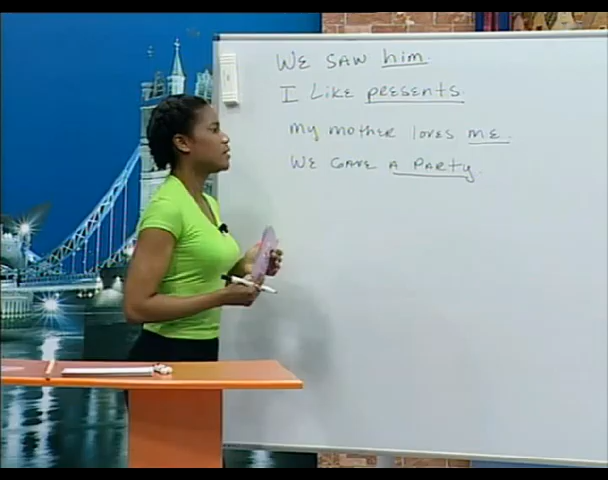 WE SAW him.
I LIKE PRESENTS.
my mother loves me.
WE GAVE A PARTY.